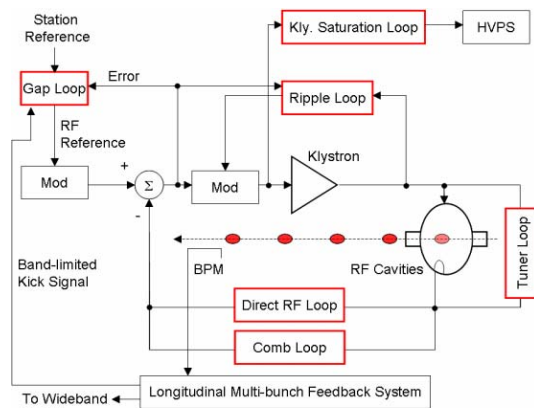 Station
Reference
Kly. Saturation Loop
HVPS
Gap Loop
Error
Ripple Loop
RF
Reference
Klystron
Mod
+
Σ
Mod
-
Tuner Loop
Band-limited
Kick Signal
BPM
RF Cavities
Direct RF Loop
Comb Loop
To Wideband
Longitudinal Multi-bunch Feedback System